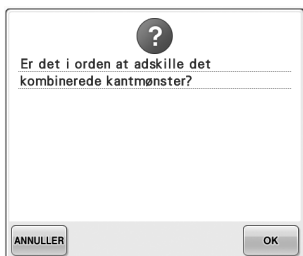 ?
Er det i orden at adskille det
kombinerede kantmønster?
ANNULLER
OK